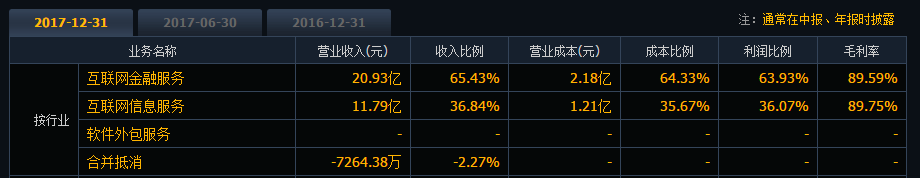 2017-12-31 2017-06-30 2016-12-31 注：通常在中报、年报时披露
业务名称 营业收入(元) 收入比例 营业成本(元) 成本比例 利润比例 毛利率
按行业 互联网金融服务 20.93亿 65.43% 2.18亿 64.33% 63.93% 89.59%
互联网信息服务 11.79亿 36.84% 1.21亿 35.67% 36.07% 89.75%
软件外包服务 - - - - - -
合并抵消 -7264.38万 -2.27% - - - -